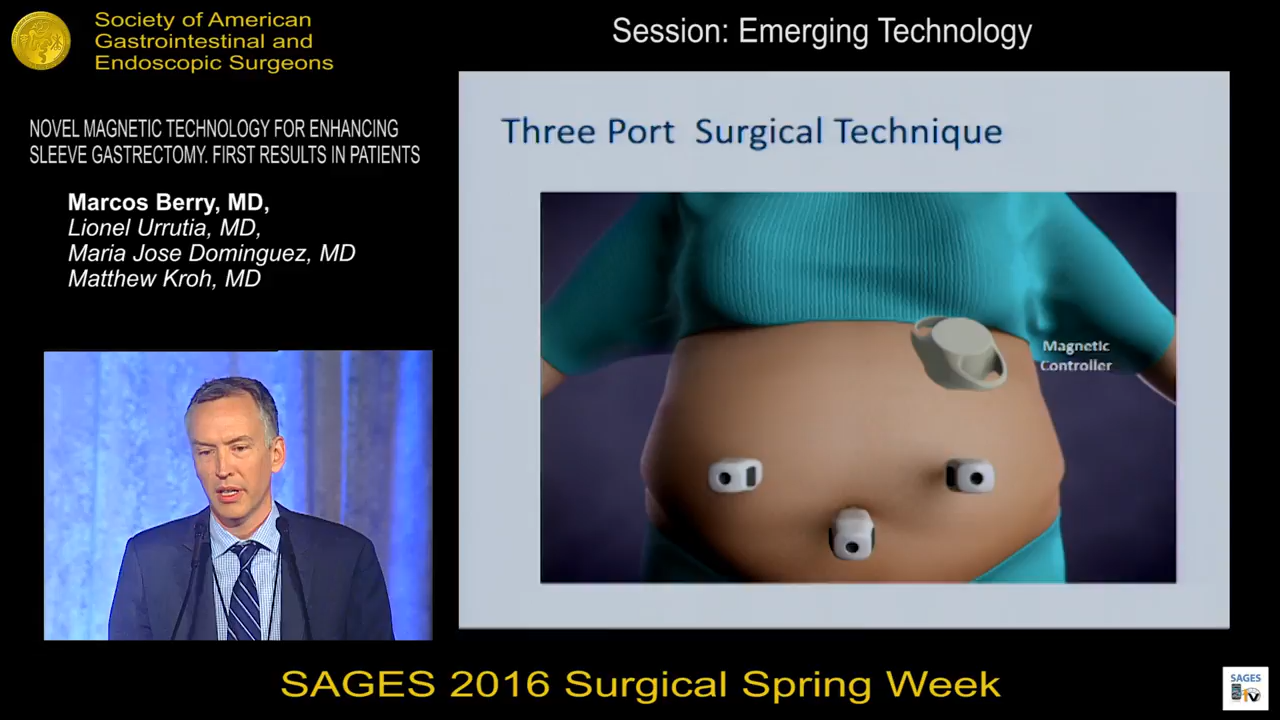 Society of American
Gastrointestinal and
Endoscopic Surgeons
Session: Emerging Technology
NOVEL MAGNETIC TECHNOLOGY FOR ENHANCING
SLEEVE GASTRECTOMY. FIRST RESULTS IN PATIENTS
Marcos Berry, MD,
Lionel Urrutia, MD,
Maria Jose Dominguez, MD
Matthew Kroh, MD
Three Port Surgical Technique
Magnetic
Controller
SAGES 2016 Surgical Spring Week
SAGES
TV